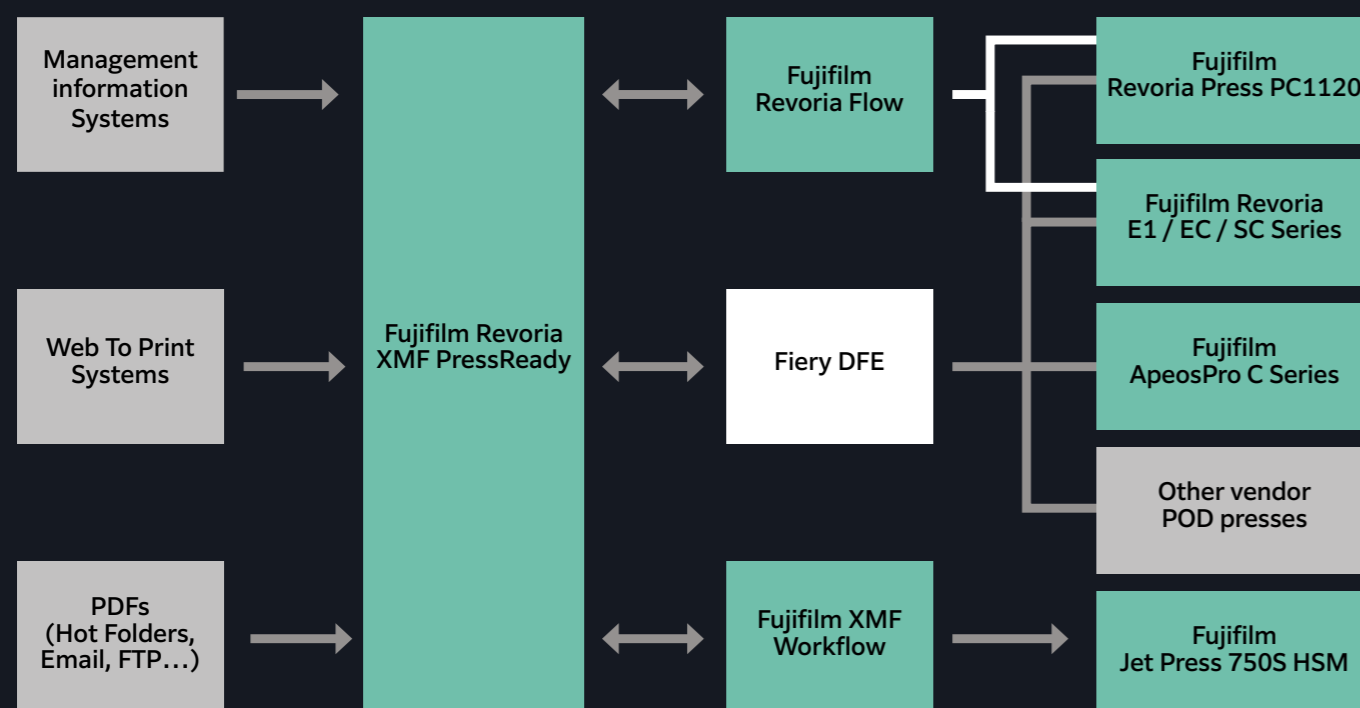 Management
information
Systems
Web To Print
Systems
PDFs
(Hot Folders,
Email, FTP...)
Fujifilm Revoria
XMF PressReady
Fujifilm
Revoria Flow
Fiery DFE
Fujifilm XMF
Workflow
Fujifilm
Revoria Press PC1120
Fujifilm Revoria
E1 / EC / SC Series
Fujifilm
ApeosPro C Series
Other vendor
POD presses
Fujifilm
Jet Press 750S HSM